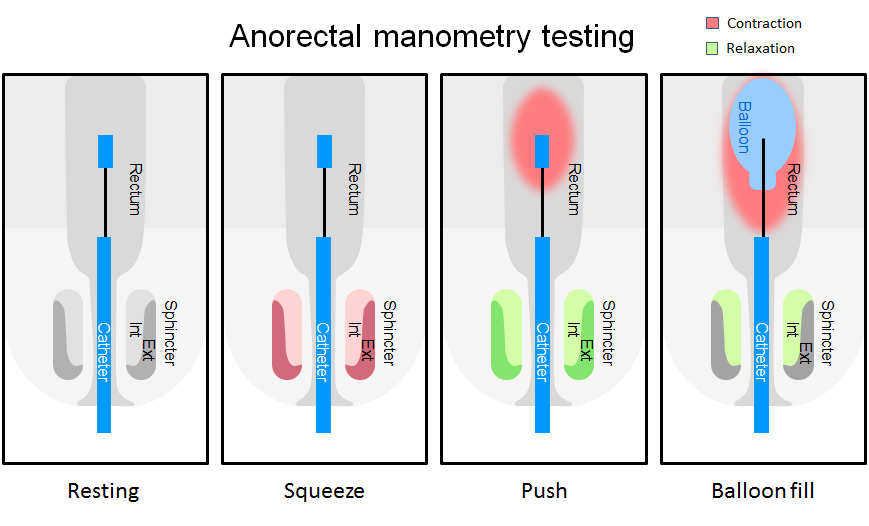 Anorectal manometry testing
Contraction
Relaxation
Rectum
Sphincter
Int
Ext
Catheter
Resting
Rectum
Sphincter
Int
Ext
Catheter
Squeeze
Rectum
Sphincter
Int
Ext
Catheter
Push
Balloon
Rectum
Sphincter
Int
Ext
Catheter
Balloon fill